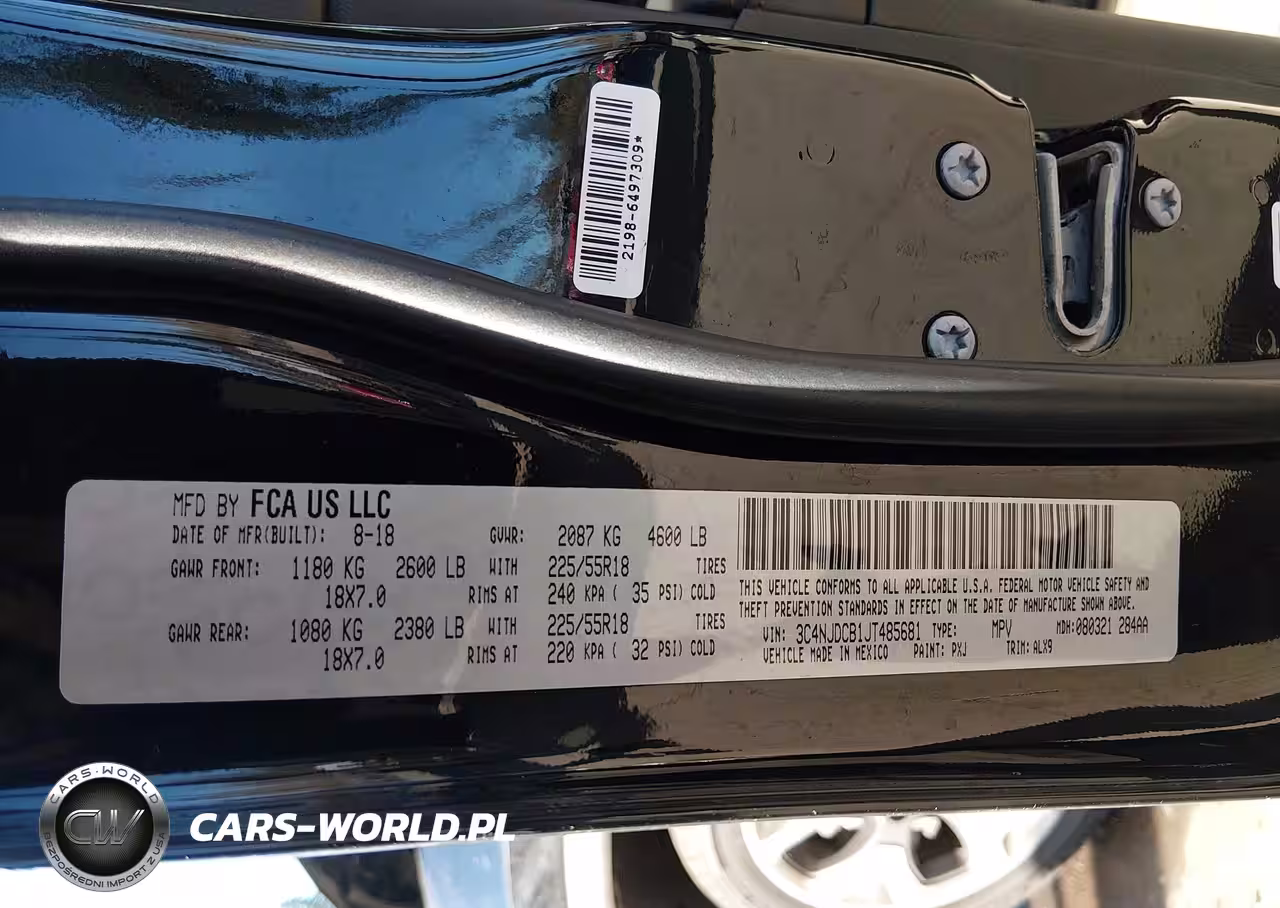 2198-6497309*
MFD BY FCA US LLC
DATE OF MFR(BUILT): 8-18 GVWR: 2087 KG 4600 LB
GAWR FRONT: 1180 KG 2600 LB WITH 225/55R18 TIRES
18X7.0 RIMS AT 240 KPA ( 35 PSI) COLD
GAWR REAR: 1080 KG 2380 LB WITH 225/55R18 TIRES
18X7.0 RIMS AT 220 KPA ( 32 PSI) COLD
THIS VEHICLE CONFORMS TO ALL APPLICABLE U.S.A. FEDERAL MOTOR VEHICLE SAFETY AND
THEFT PREVENTION STANDARDS IN EFFECT ON THE DATE OF MANUFACTURE SHOWN ABOVE.
VIN: 3C4NJDCB1JT485681 TYPE: MPV MDH:080321 284AA
VEHICLE MADE IN MEXICO PAINT: PXJ TRIM: ALX9
CARS-WORLD
CW
BEZPOŚREDNI IMPORT Z USA
CARS-WORLD.PL